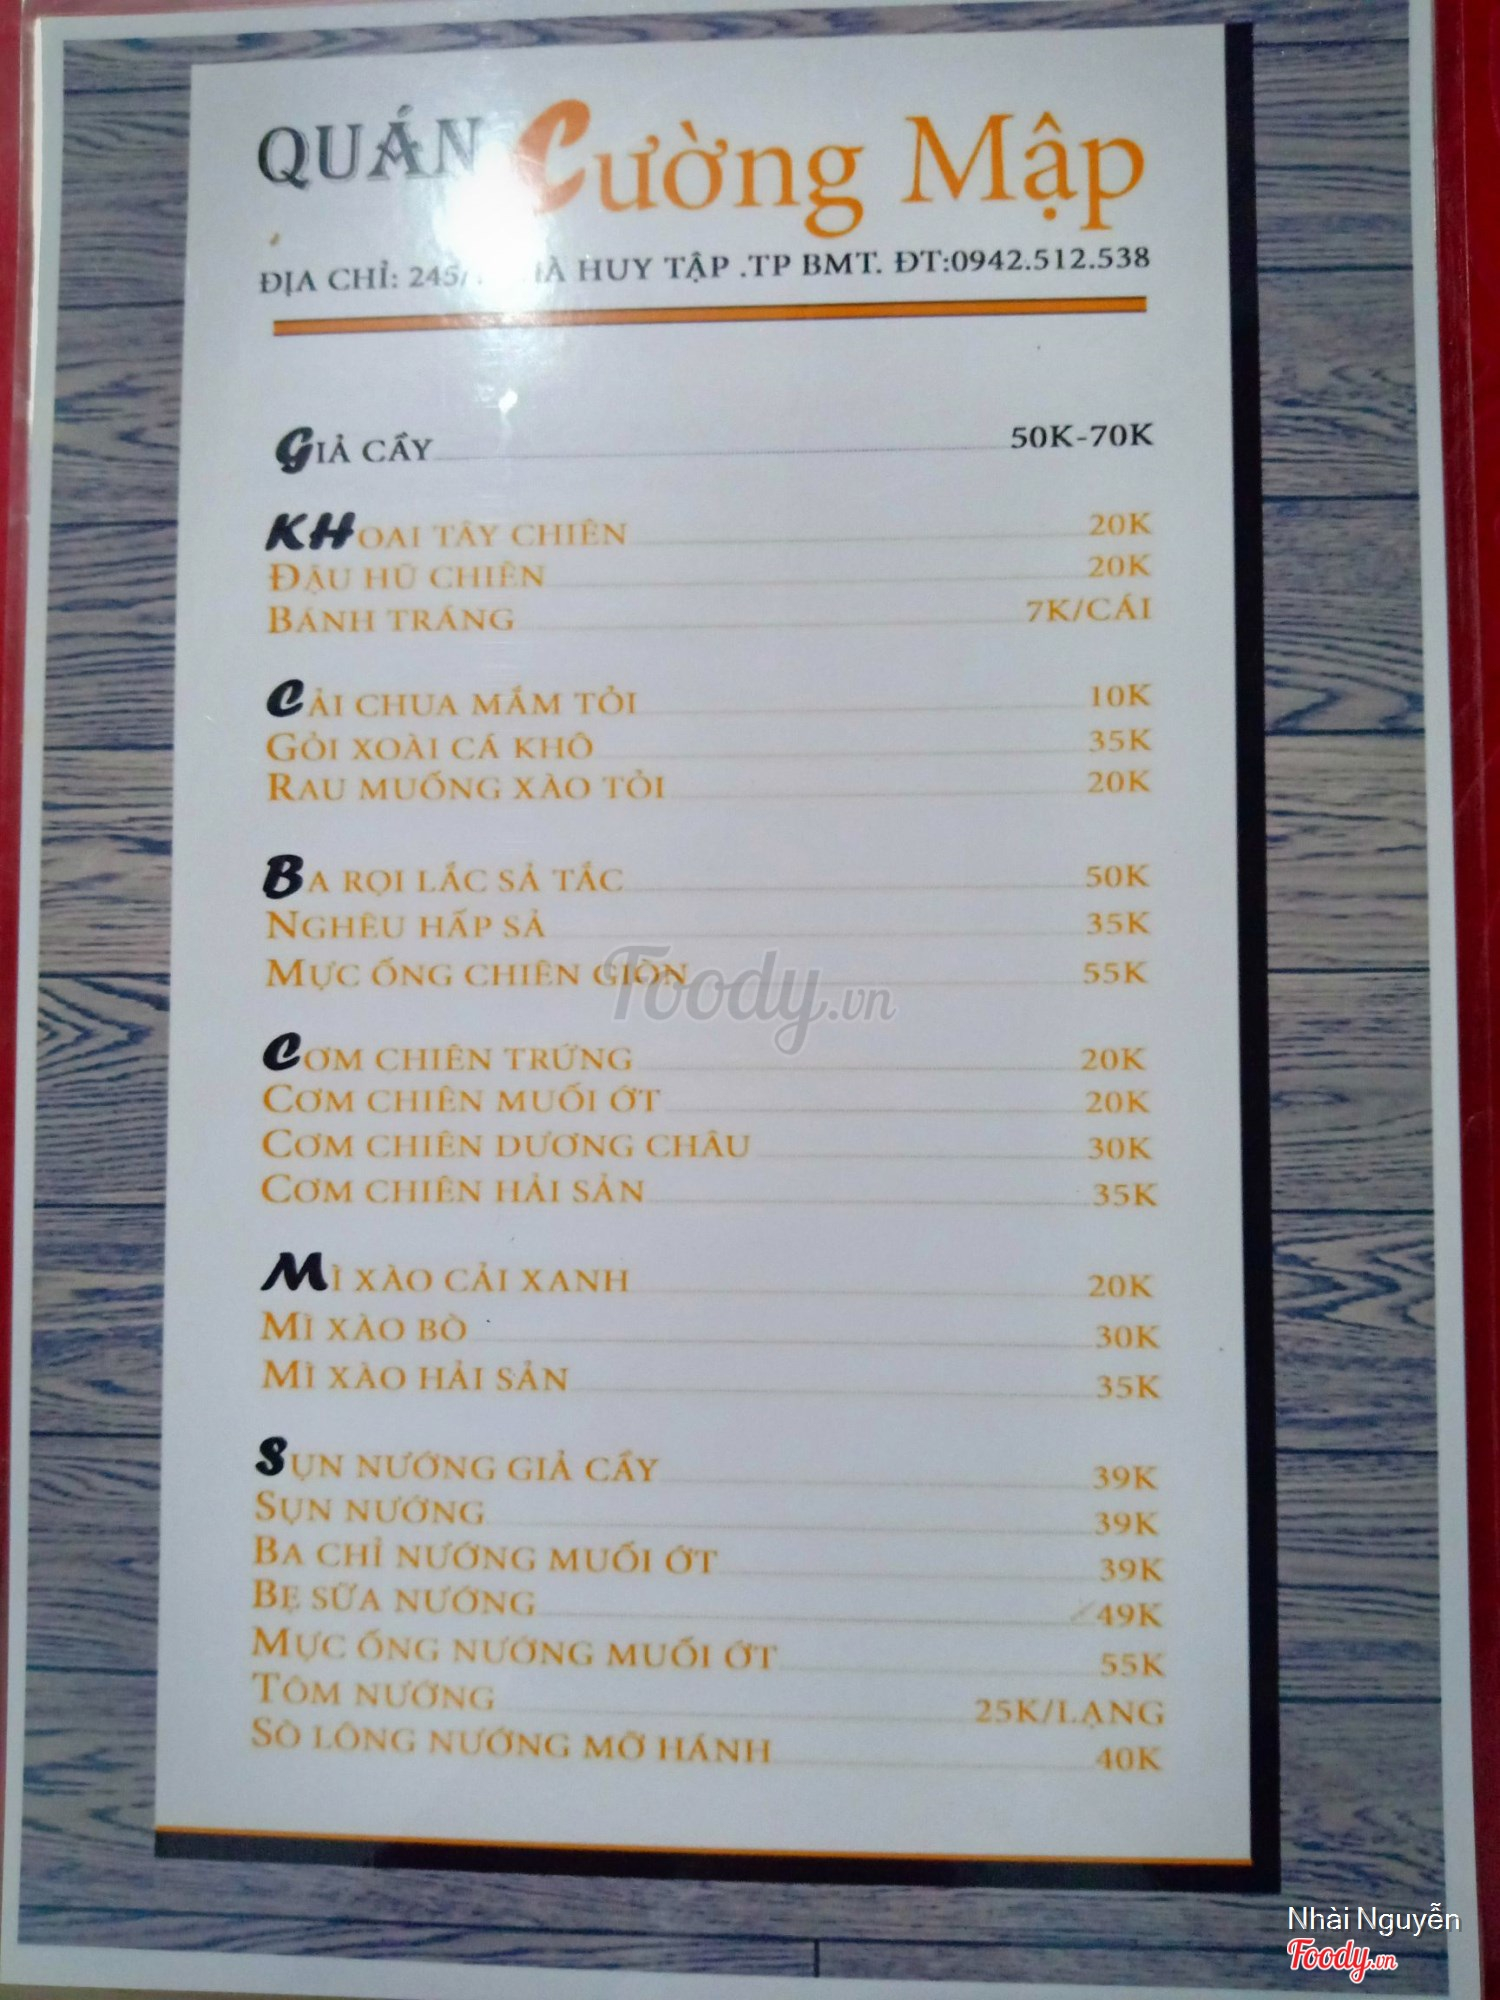 QUÁN Cường Mập
ĐỊA CHỈ: 245/ HÀ HUY TẬP .TP BMT. ĐT:0942.512.538
GIẢ CẦY 50K-70K
KHOAI TÂY CHIÊN 20K
ĐẬU HŨ CHIÊN 20K
BÁNH TRÁNG 7K/CÁI
CẢI CHUA MẮM TỎI 10K
GỎI XOÀI CÁ KHÔ 35K
RAU MUỐNG XÀO TỎI 20K
BA RỌI LẮC SẢ TẮC 50K
NGHÊU HẤP SẢ 35K
MỰC ỐNG CHIÊN GIÒN 55K
Foody.vn
CƠM CHIÊN TRỨNG 20K
CƠM CHIÊN MUỐI ỚT 20K
CƠM CHIÊN DƯƠNG CHÂU 30K
CƠM CHIÊN HẢI SẢN 35K
MÌ XÀO CẢI XANH 20K
MÌ XÀO BÒ 30K
MÌ XÀO HẢI SẢN 35K
SỤN NƯỚNG GIẢ CẦY 39K
SỤN NƯỚNG 39K
BA CHỈ NƯỚNG MUỐI ỚT 39K
BẸ SỮA NƯỚNG 49K
MỰC ỐNG NƯỚNG MUỐI ỚT 55K
TÔM NƯỚNG 25K/LẠNG
SÒ LÔNG NƯỚNG MỠ HÁNH 40K
Nhài Nguyễn
Foody.vn